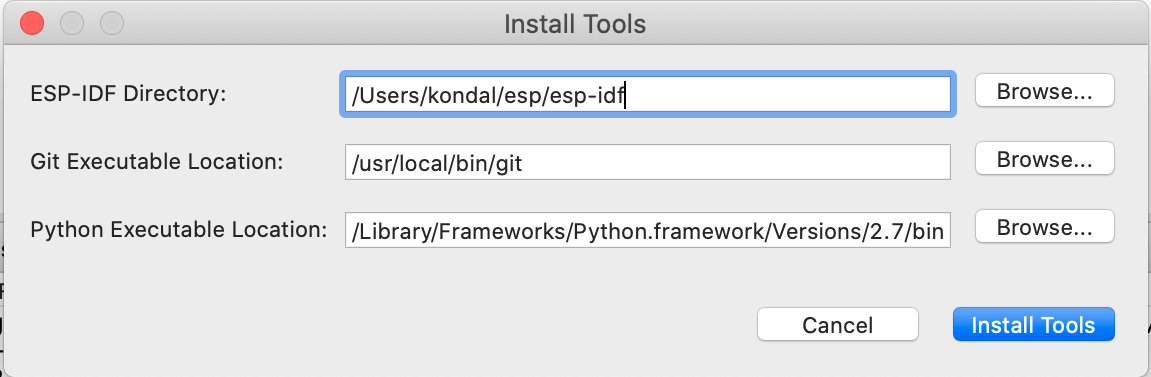 Install Tools
ESP-IDF Directory: /Users/kondal/esp/esp-idf Browse...
Git Executable Location: /usr/local/bin/git Browse...
Python Executable Location: /Library/Frameworks/Python.framework/Versions/2.7/bin Browse...
Cancel Install Tools